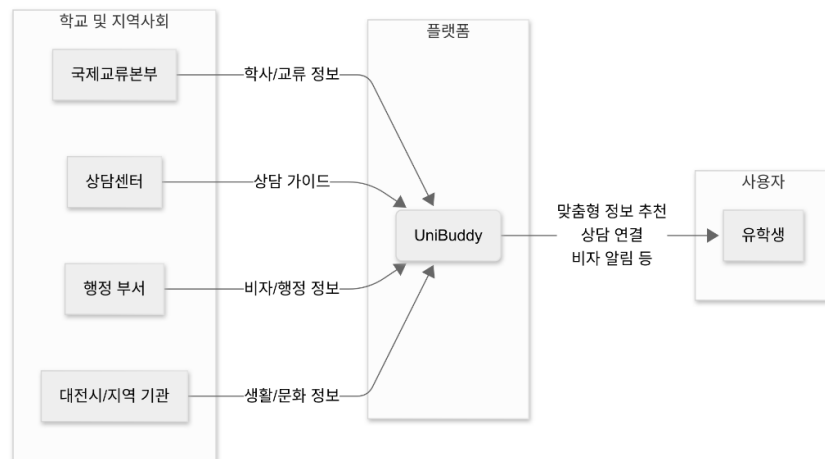 학교 및 지역사회
플랫폼
국제교류본부
학사/교류 정보
상담센터
상담 가이드
사용자
UniBuddy
맞춤형 정보 추천
상담 연결
비자 알림 등
유학생
행정 부서
비자/행정 정보
대전시/지역 기관
생활/문화 정보